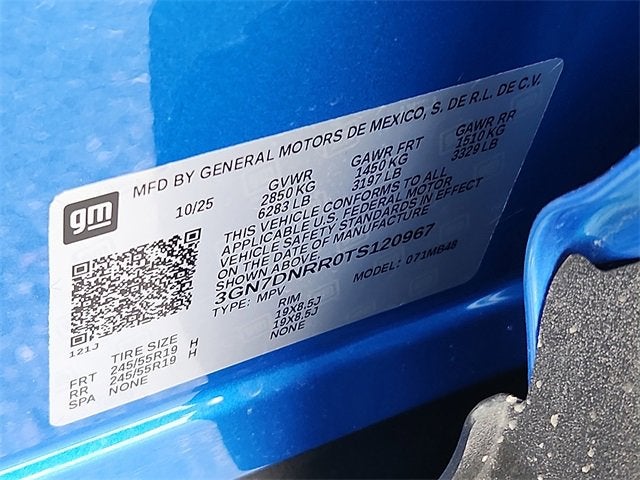 gm
MFD BY GENERAL MOTORS DE MEXICO, S. DE R.L. DE C.V.
10/25
GVWR
2850 KG
6283 LB
GAWR FRT
1450 KG
3197 LB
GAWR RR
1510 KG
3329 LB
THIS VEHICLE CONFORMS TO ALL
APPLICABLE U.S. FEDERAL MOTOR
VEHICLE SAFETY STANDARDS IN EFFECT
ON THE DATE OF MANUFACTURE
SHOWN ABOVE.
3GN7DNRR0TS120967
TYPE: MPV
MODEL: 071MB48
121J
TIRE SIZE
RIM
FRT 245/55R19 H 19X8.5J
RR 245/55R19 H 19X8.5J
SPA NONE NONE